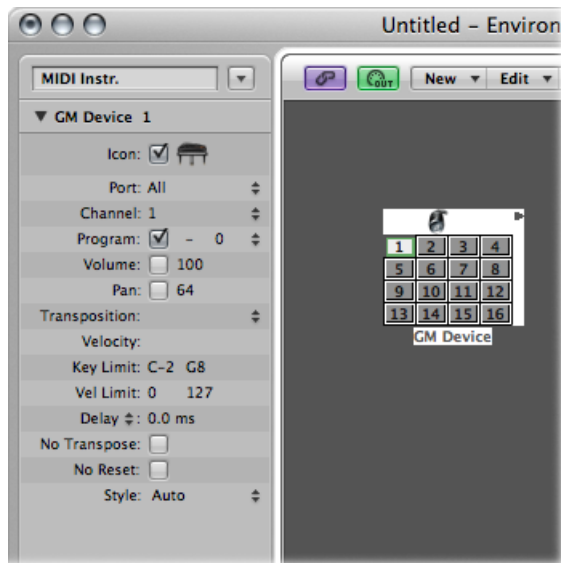 Untitled – Environ
MIDI Instr.
OUT
New
Edit
GM Device 1
Icon:
Port: All
Channel: 1
Program: – 0
Volume: 100
Pan: 64
Transposition:
Velocity:
Key Limit: C-2 G8
Vel Limit: 0 127
Delay : 0.0 ms
No Transpose:
No Reset:
Style: Auto
1 2 3 4
5 6 7 8
9 10 11 12
13 14 15 16
GM Device